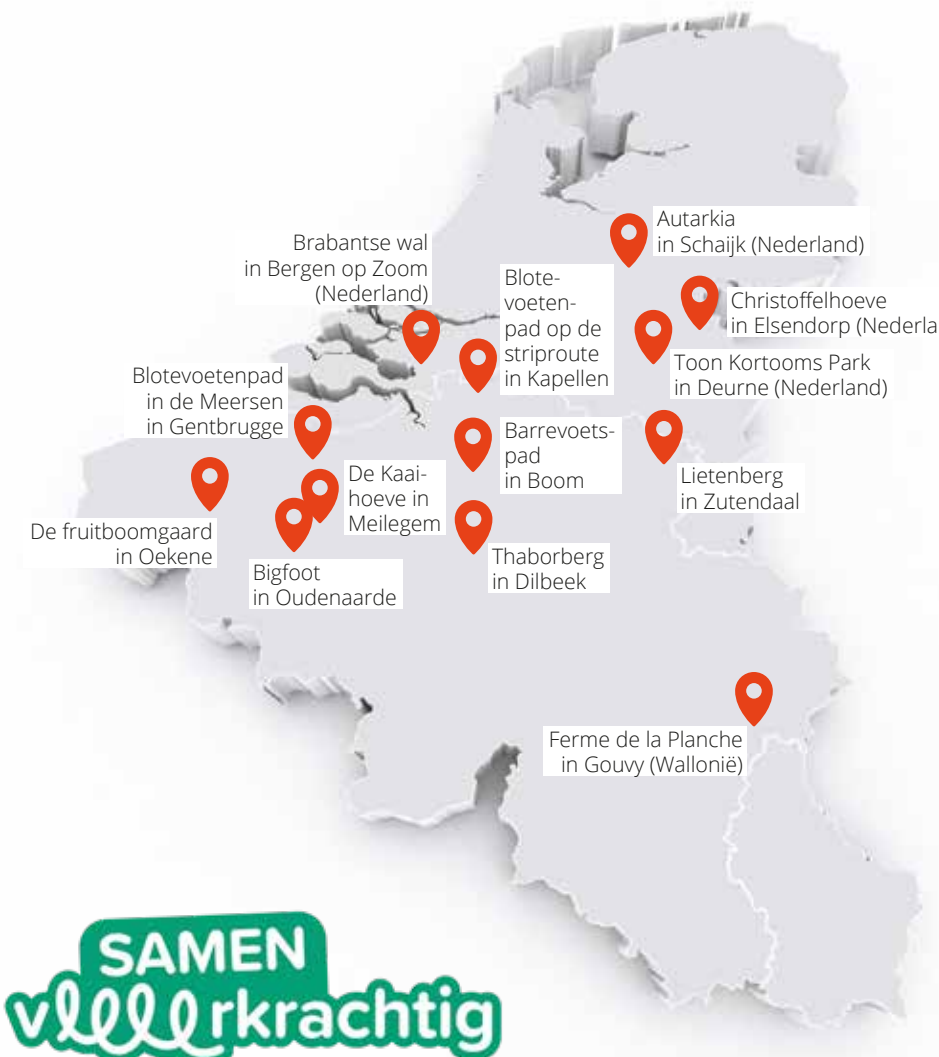 Autarkia
in Schaijk (Nederland)
Brabantse wal
in Bergen op Zoom
(Nederland)
Blote-
voeten-
pad op de
striproute
in Kapellen
Christoffelhoeve
in Elsendorp (Nederla
Toon Kortooms Park
in Deurne (Nederland)
Blotevoetenpad
in de Meersen
in Gentbrugge
Barrevoets-
pad
in Boom
De Kaai-
hoeve in
Meilegem
Lietenberg
in Zutendaal
De fruitboomgaard
in Oekene
Bigfoot
in Oudenaarde
Thaborberg
in Dilbeek
Ferme de la Planche
in Gouvy (Wallonië)
SAMEN
veeeerkrachtig